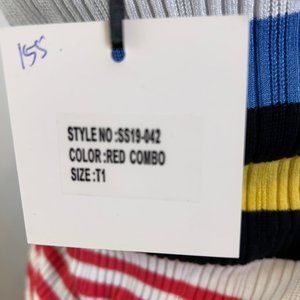 155
STYLE NO :SS19-042
COLOR :RED COMBO
SIZE :T1